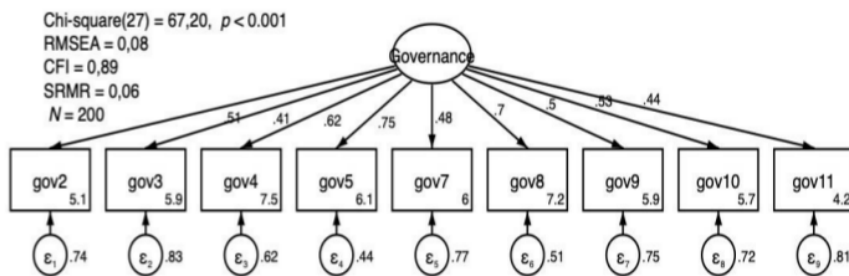 Chi-square(27) = 67,20, p < 0.001
RMSEA = 0,08
CFI = 0,89
SRMR = 0,06
N = 200
Governance
.51 .41 .62 .75 .48 .7 .5 .53 .44
gov2 gov3 gov4 gov5 gov7 gov8 gov9 gov10 gov11
5.1 5.9 7.5 6.1 6 7.2 5.9 5.7 4.2
ε₁ .74 ε₂ .83 ε₃ .62 ε₄ .44 ε₅ .77 ε₆ .51 ε₇ .75 ε₈ .72 ε₉ .81